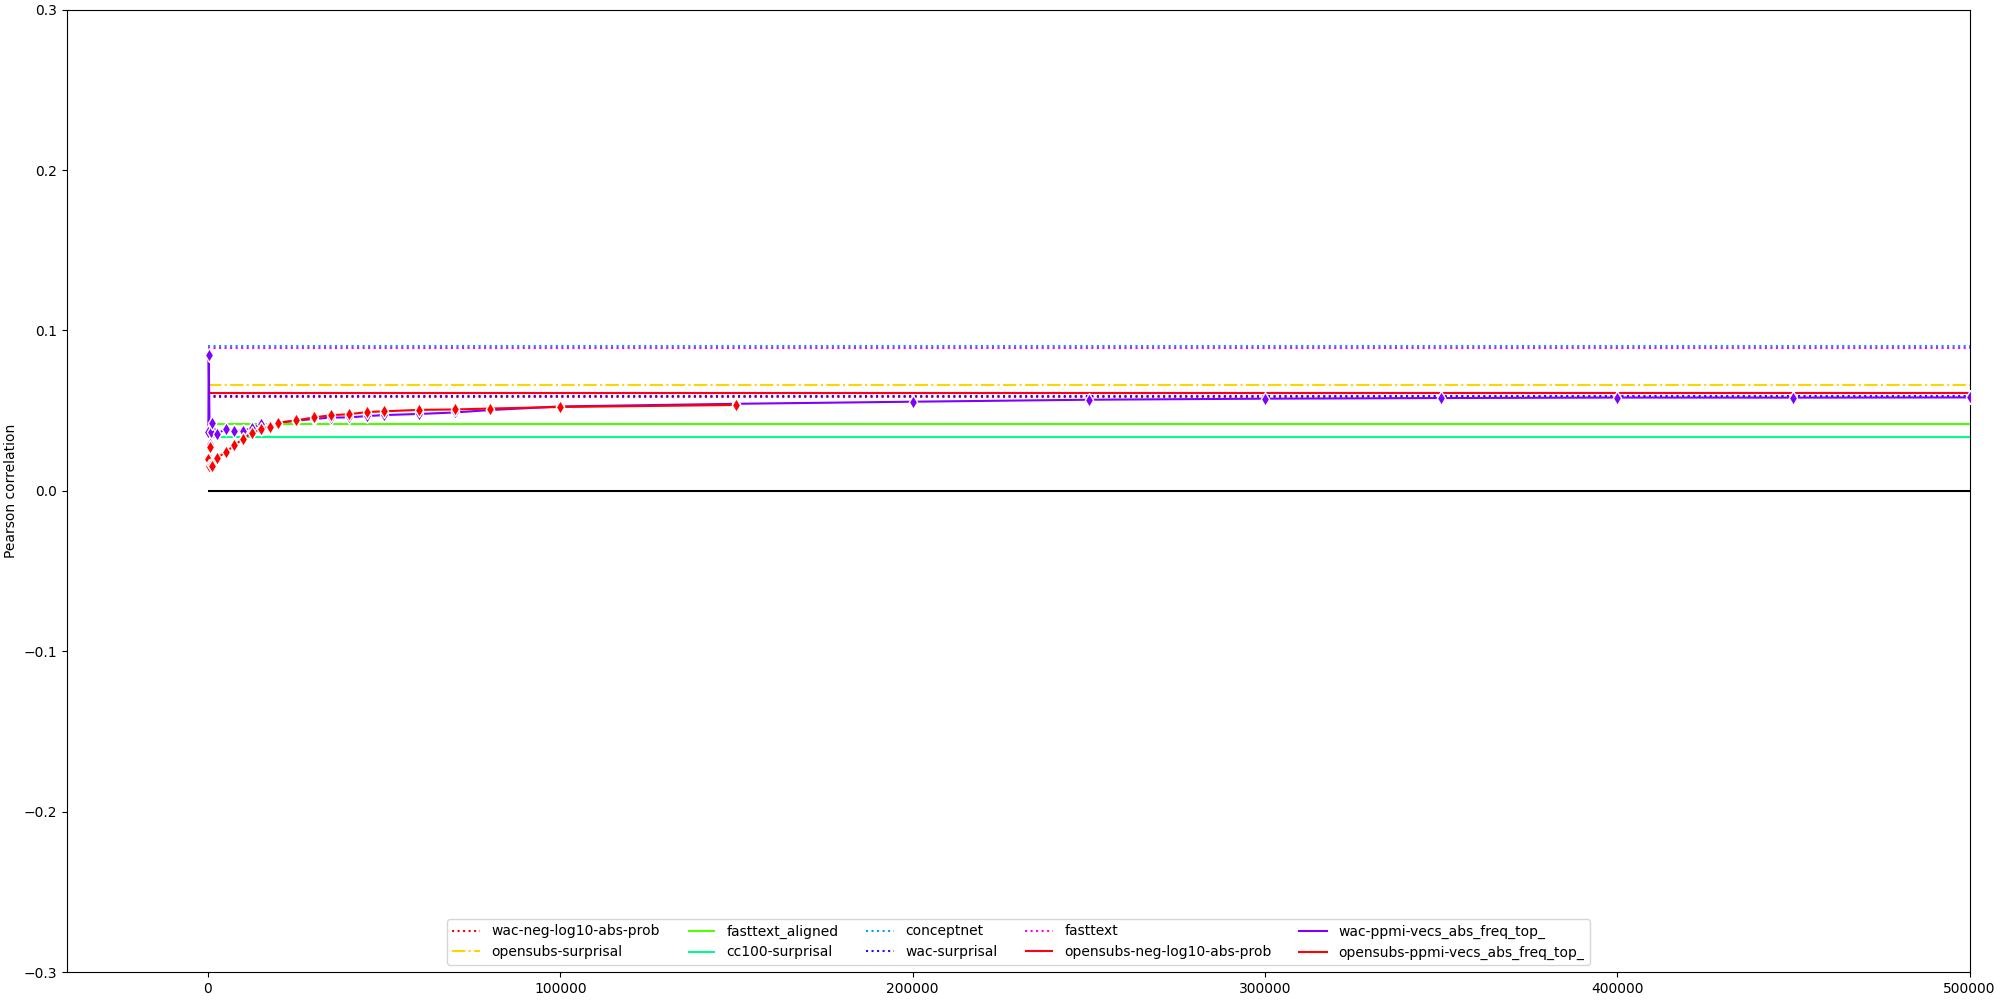 0.3
0.2
0.1
0.0
−0.1
−0.2
−0.3
Pearson correlation
wac-neg-log10-abs-prob
opensubs-surprisal
fasttext_aligned
cc100-surprisal
conceptnet
wac-surprisal
fasttext
opensubs-neg-log10-abs-prob
wac-ppmi-vecs_abs_freq_top_
opensubs-ppmi-vecs_abs_freq_top_
0
100000
200000
300000
400000
500000